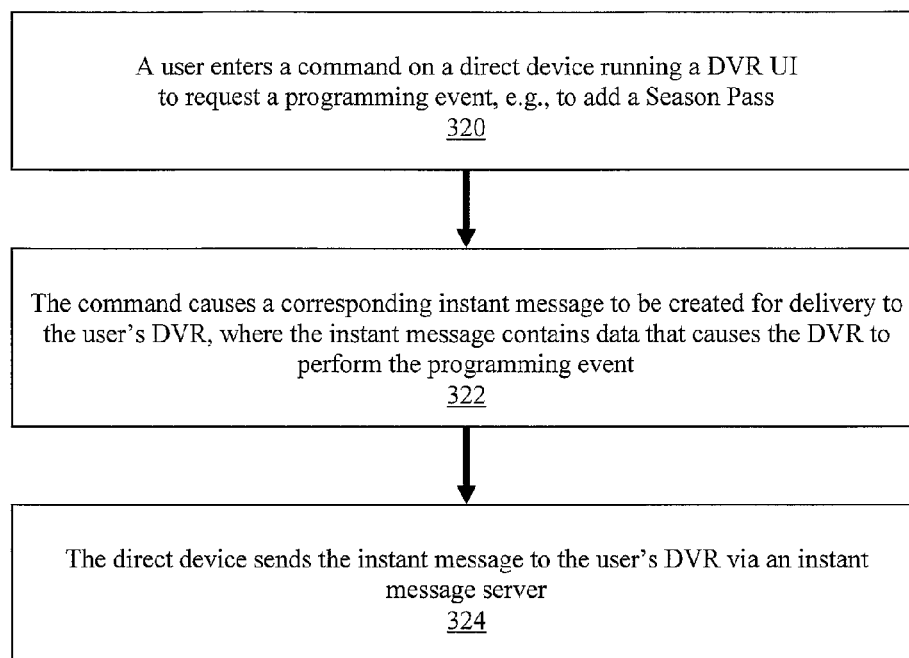 A user enters a command on a direct device running a DVR UI
to request a programming event, e.g., to add a Season Pass
320
The command causes a corresponding instant message to be created for delivery to
the user's DVR, where the instant message contains data that causes the DVR to
perform the programming event
322
The direct device sends the instant message to the user's DVR via an instant
message server
324